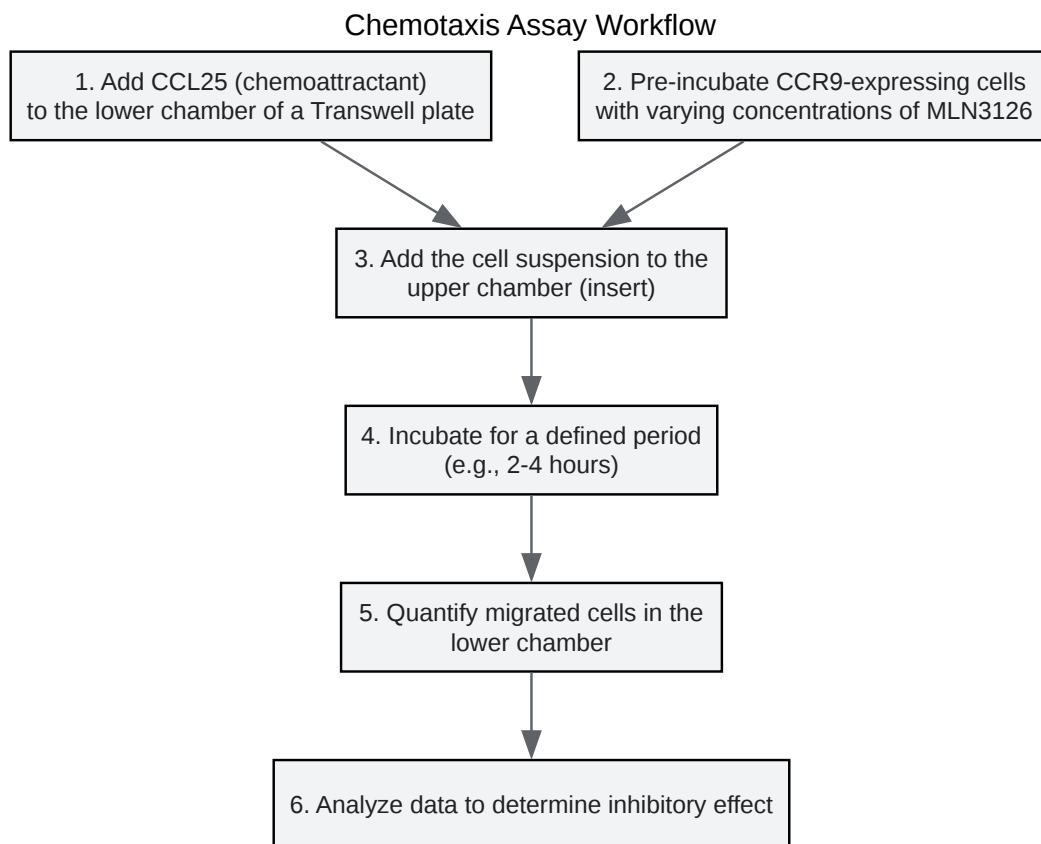 Chemotaxis Assay Workflow
1. Add CCL25 (chemoattractant)
to the lower chamber of a Transwell plate
2. Pre-incubate CCR9-expressing cells
with varying concentrations of MLN3126
3. Add the cell suspension to the
upper chamber (insert)
4. Incubate for a defined period
(e.g., 2-4 hours)
5. Quantify migrated cells in the
lower chamber
6. Analyze data to determine inhibitory effect